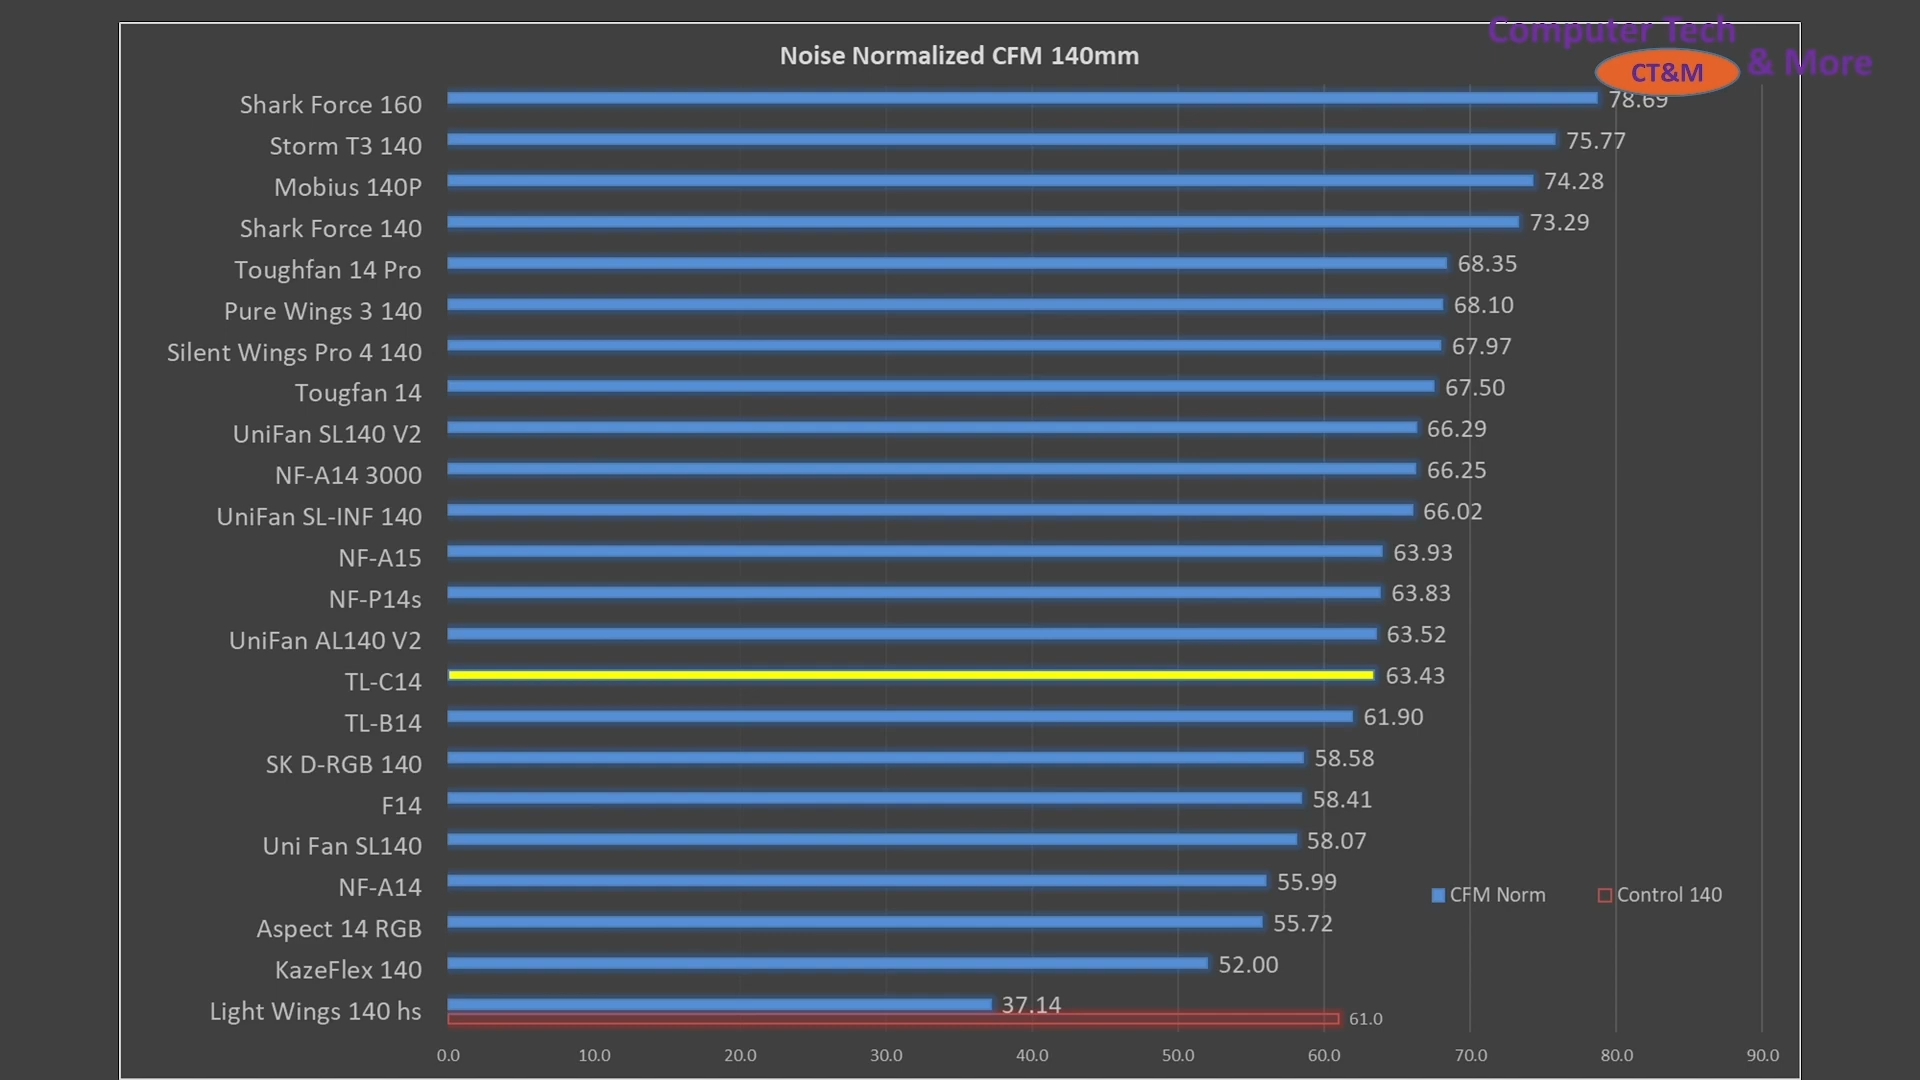 Computer Tech
& More
CT&M
Noise Normalized CFM 140mm
Shark Force 160 78.69
Storm T3 140 75.77
Mobius 140P 74.28
Shark Force 140 73.29
Toughfan 14 Pro 68.35
Pure Wings 3 140 68.10
Silent Wings Pro 4 140 67.97
Tougfan 14 67.50
UniFan SL140 V2 66.29
NF-A14 3000 66.25
UniFan SL-INF 140 66.02
NF-A15 63.93
NF-P14s 63.83
UniFan AL140 V2 63.52
TL-C14 63.43
TL-B14 61.90
SK D-RGB 140 58.58
F14 58.41
Uni Fan SL140 58.07
NF-A14 55.99
CFM Norm Control 140
Aspect 14 RGB 55.72
KazeFlex 140 52.00
Light Wings 140 hs 37.14
61.0
0.0 10.0 20.0 30.0 40.0 50.0 60.0 70.0 80.0 90.0